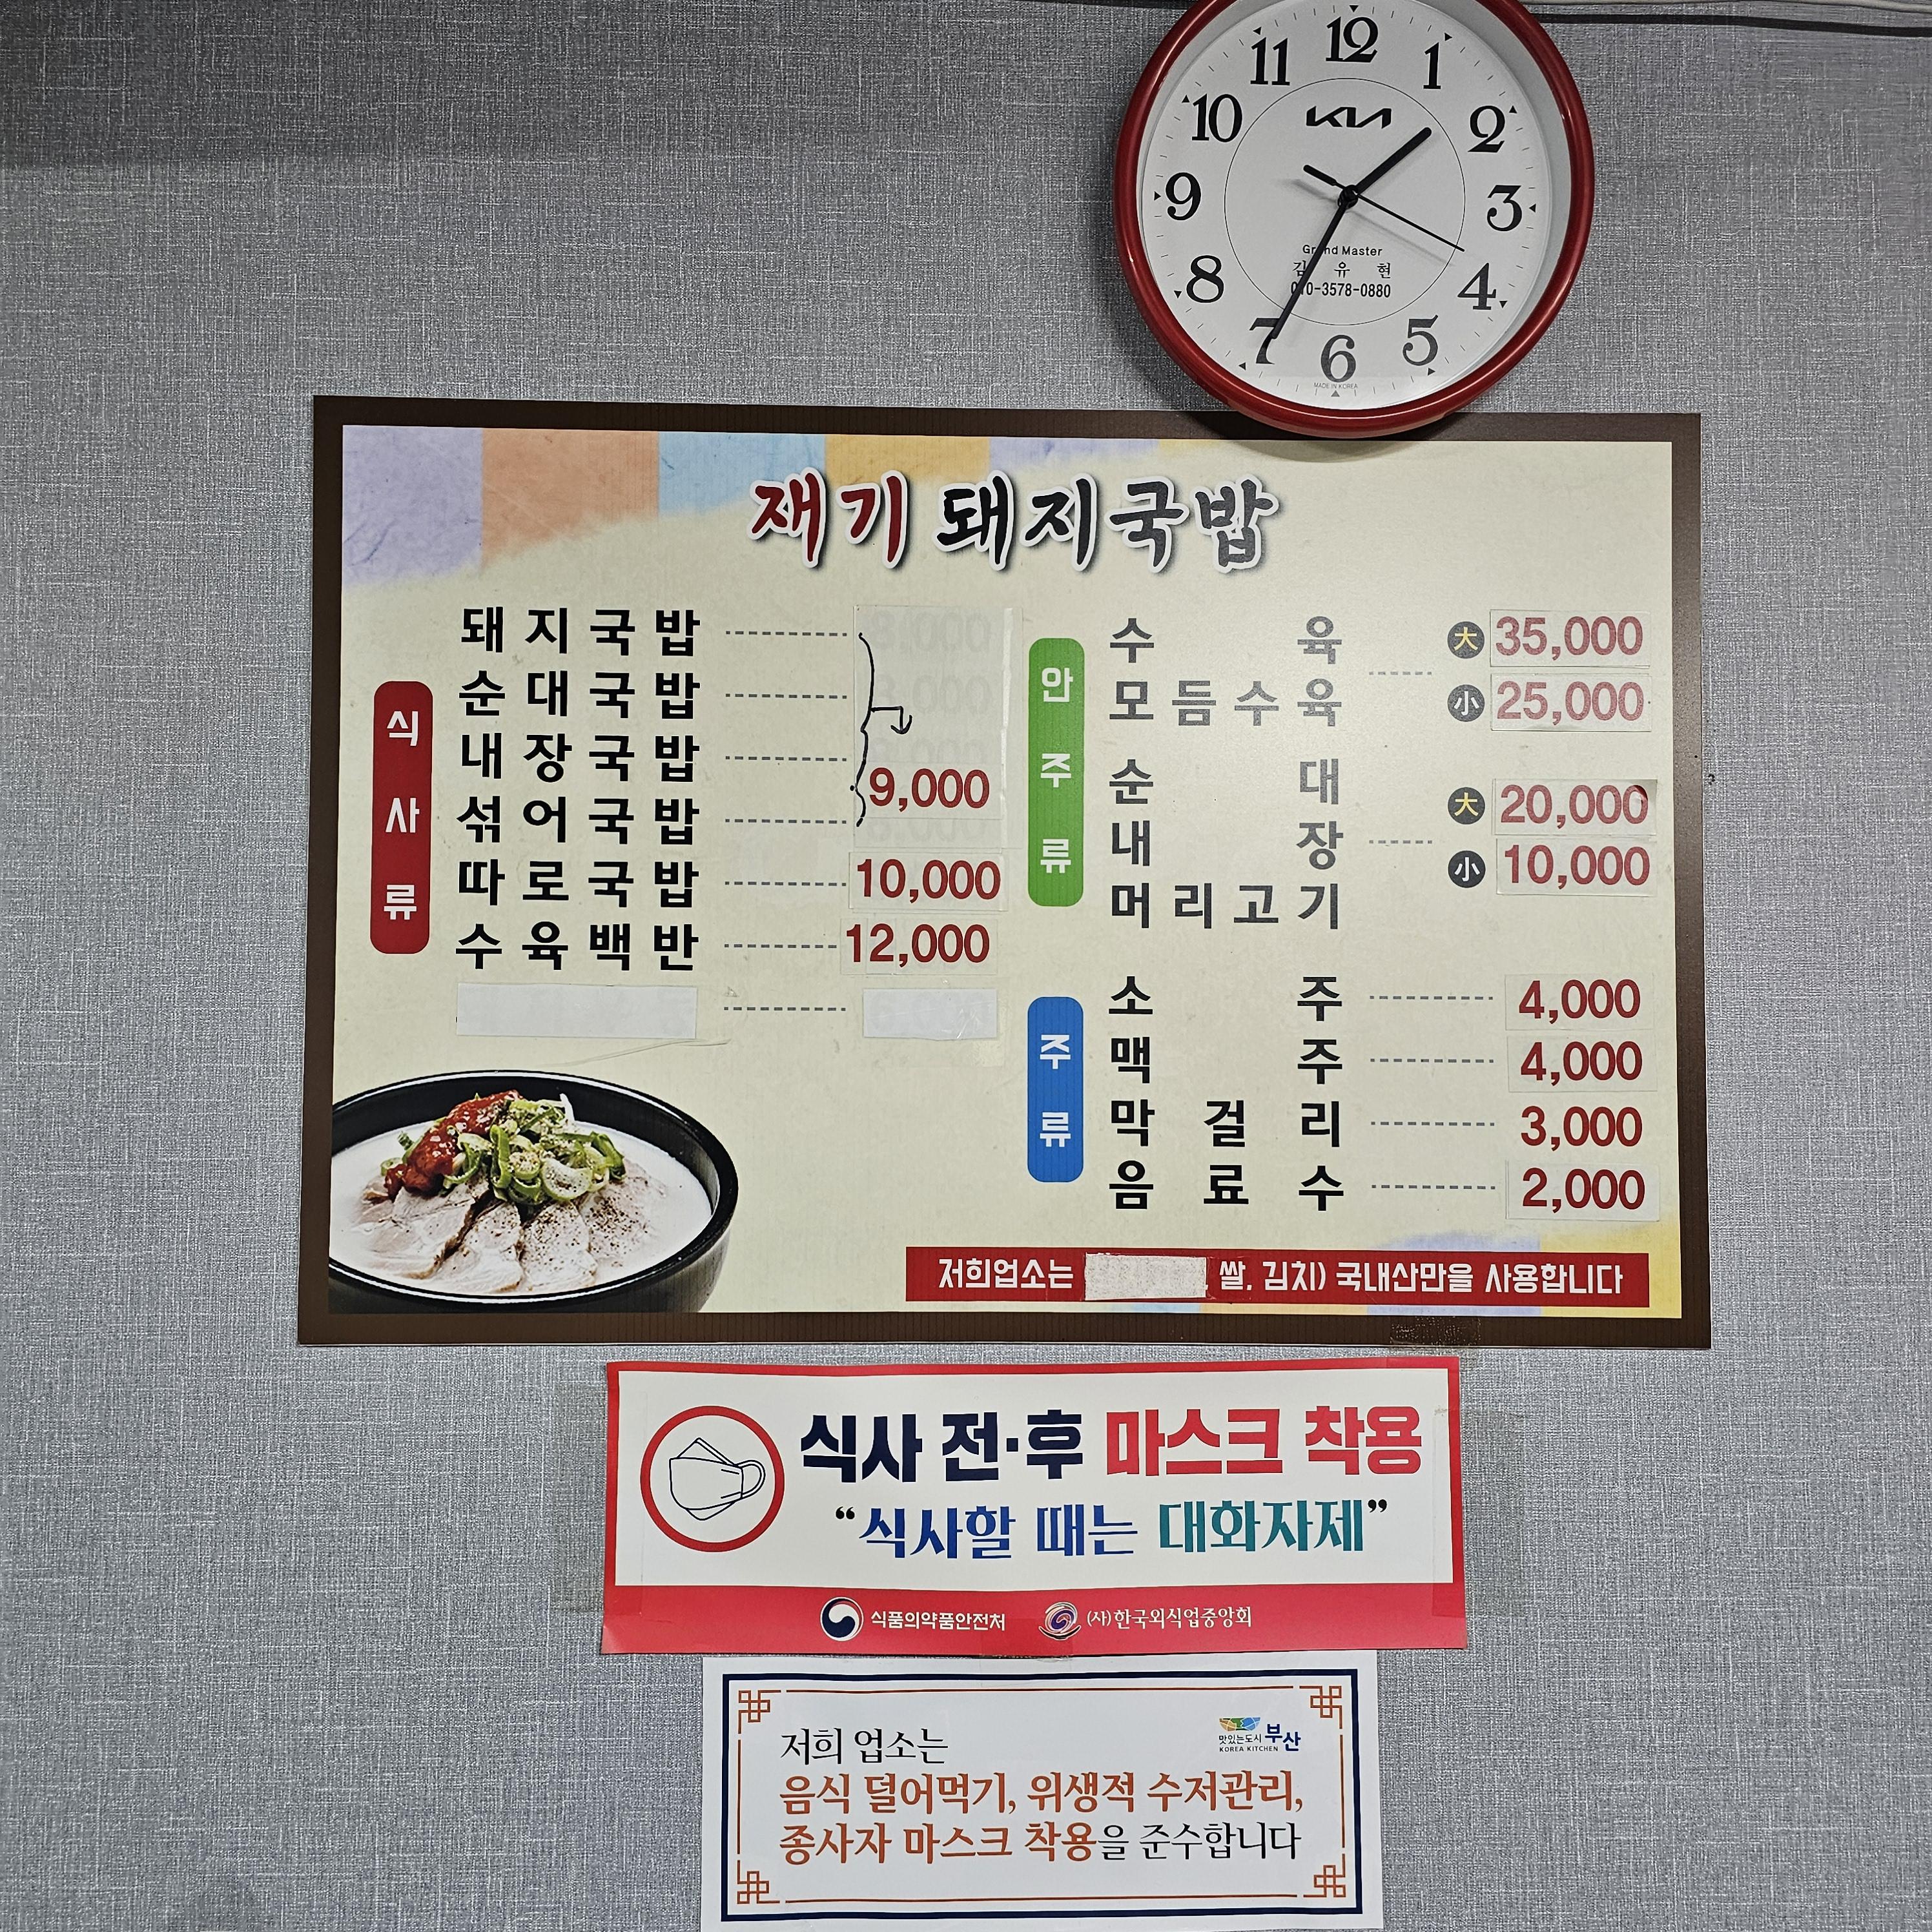 12
1
2
3
4
5
6
7
8
9
10
11
KIA
Grand Master
김유현
010-3578-0880
MADE IN KOREA
재기 돼지국밥
식사류
돼지국밥
순대국밥
내장국밥
섞어국밥 9,000
따로국밥 10,000
수육백반 12,000
안주류
수육 大 35,000
모듬수육 小 25,000
순대 大 20,000
내장 小 10,000
머리고기
주류
소주 4,000
맥주 4,000
막걸리 3,000
음료수 2,000
저희업소는 쌀, 김치) 국내산만을 사용합니다
식사 전·후 마스크 착용
“식사할 때는 대화자제”
식품의약품안전처 (사)한국외식업중앙회
저희 업소는
맛있는도시 부산
KOREA KITCHEN
음식 덜어먹기, 위생적 수저관리,
종사자 마스크 착용을 준수합니다